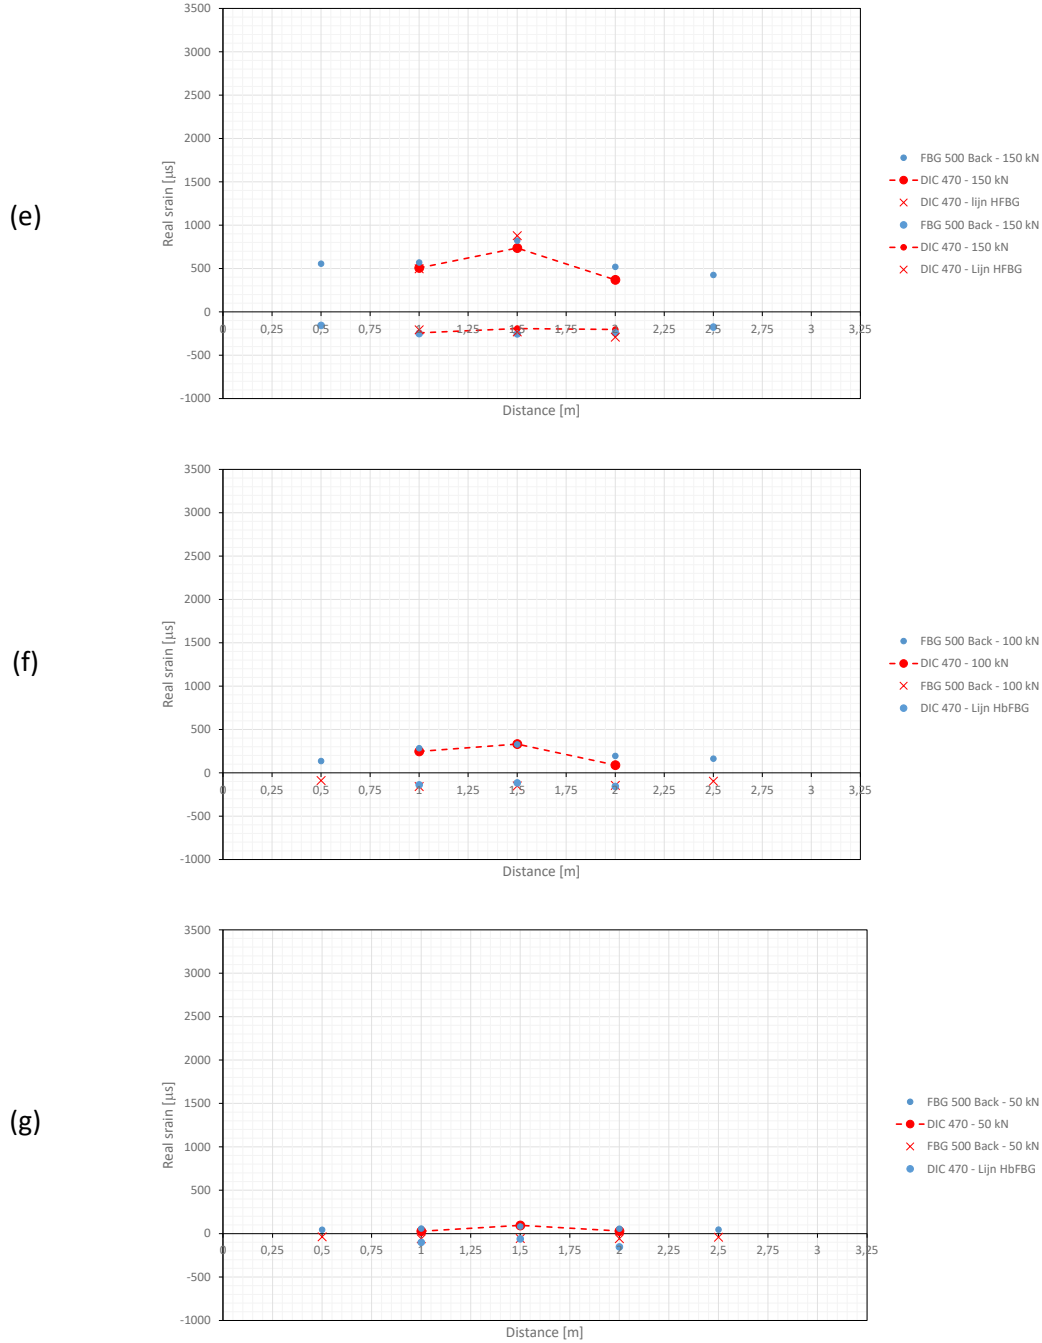 (e)
3500
3000
2500
2000
1500
1000
500
0
-500
-1000
Real srain [µs]
0 0,25 0,5 0,75 1 1,25 1,5 1,75 2 2,25 2,5 2,75 3 3,25
Distance [m]
FBG 500 Back - 150 kN
DIC 470 - 150 kN
DIC 470 - lijn HFBG
FBG 500 Back - 150 kN
DIC 470 - 150 kN
DIC 470 - Lijn HFBG
(f)
3500
3000
2500
2000
1500
1000
500
0
-500
-1000
Real srain [µs]
0 0,25 0,5 0,75 1 1,25 1,5 1,75 2 2,25 2,5 2,75 3 3,25
Distance [m]
FBG 500 Back - 100 kN
DIC 470 - 100 kN
FBG 500 Back - 100 kN
DIC 470 - Lijn HbFBG
(g)
3500
3000
2500
2000
1500
1000
500
0
-500
-1000
Real srain [µs]
0 0,25 0,5 0,75 1 1,25 1,5 1,75 2 2,25 2,5 2,75 3 3,25
Distance [m]
FBG 500 Back - 50 kN
DIC 470 - 50 kN
FBG 500 Back - 50 kN
DIC 470 - Lijn HbFBG